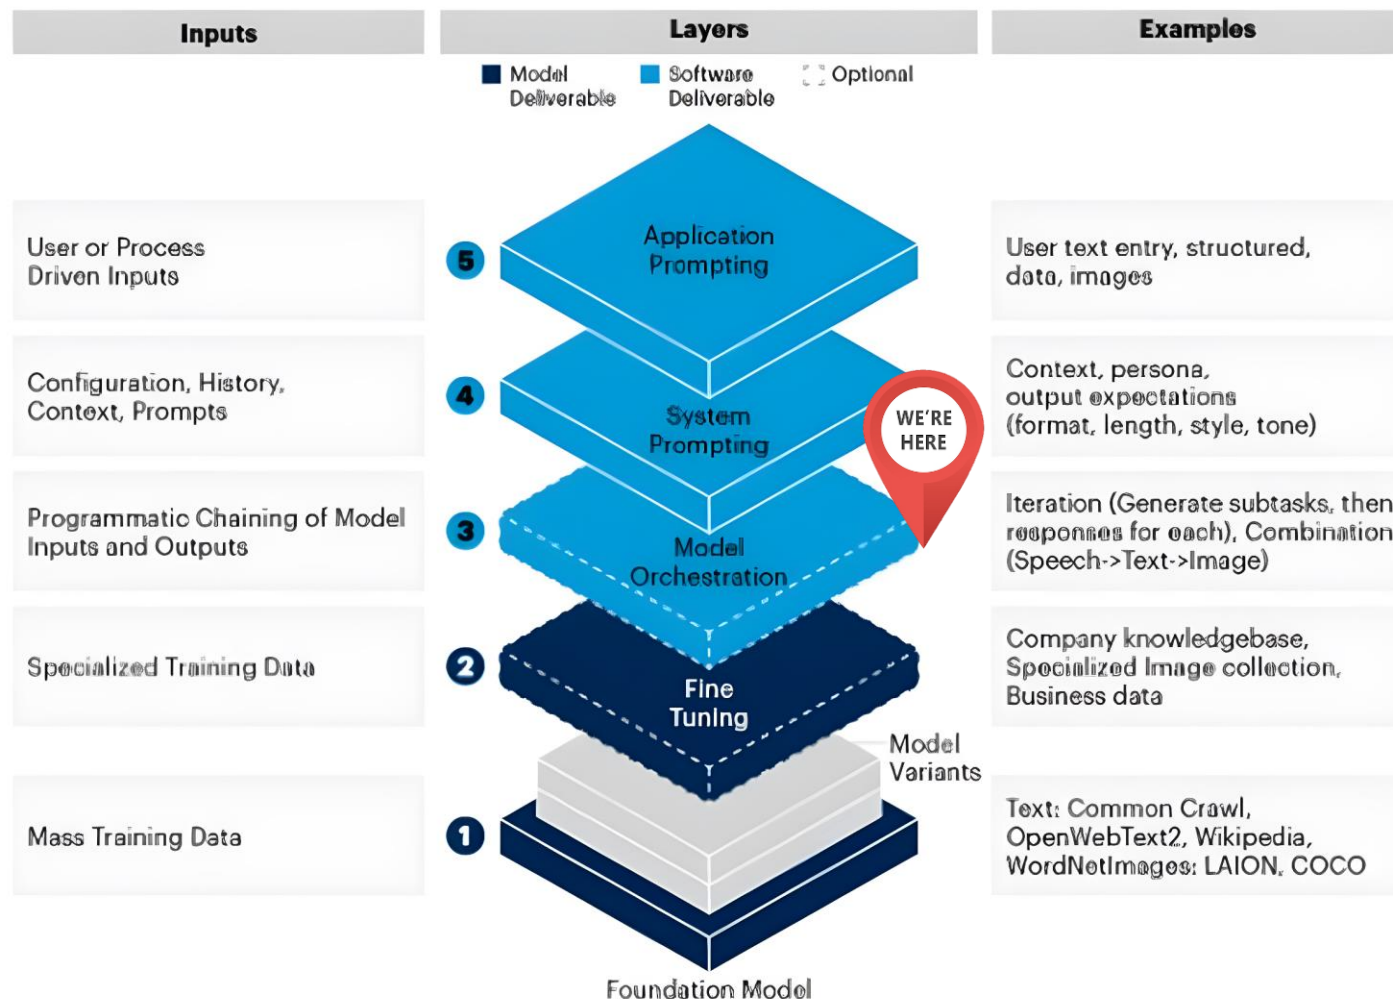 Inputs
Layers
Examples
Model
Deliverable
Software
Deliverable
Optional
User or Process
Driven Inputs
5
Application
Prompting
User text entry, structured,
data, images
Configuration, History,
Context, Prompts
4
System
Prompting
WE'RE
HERE
Context, persona,
output expectations
(format, length, style, tone)
Programmatic Chaining of Model
Inputs and Outputs
3
Model
Orchestration
Iteration (Generate subtasks, then
responses for each), Combination
(Speech->Text->Image)
Specialized Training Data
2
Fine
Tuning
Company knowledgebase,
Specialized Image collection,
Business data
Model
Variants
Mass Training Data
1
Text: Common Crawl,
OpenWebText2, Wikipedia,
WordNetImages: LAION, COCO
Foundation Model